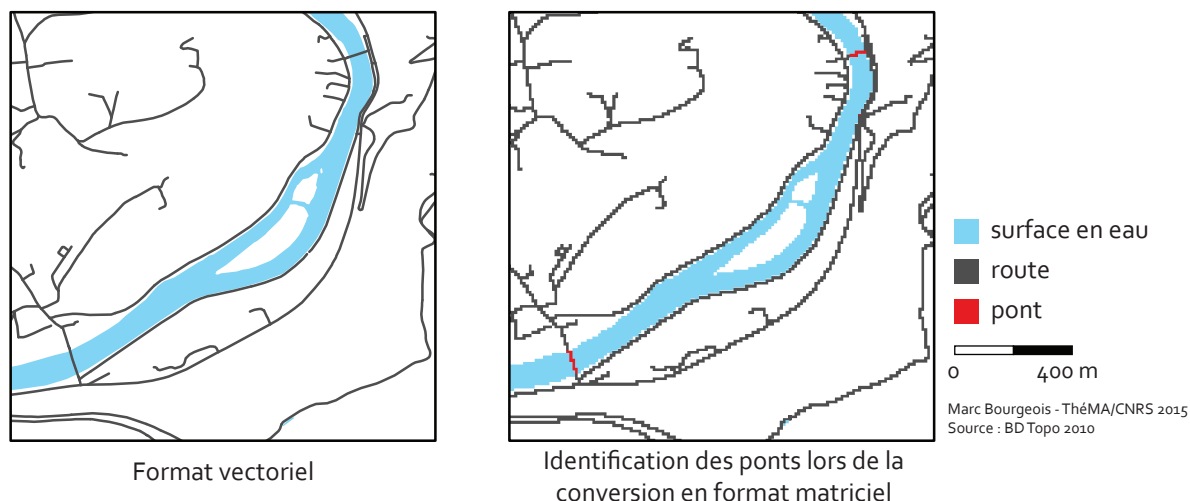 surface en eau
route
pont
0 400 m
Marc Bourgeois - ThéMA/CNRS 2015
Source : BD Topo 2010
Format vectoriel
Identification des ponts lors de la
conversion en format matriciel